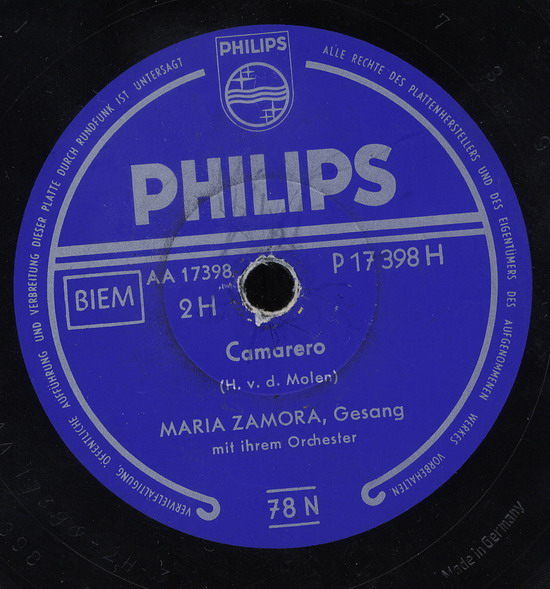 PHILIPS
ALLE RECHTE DES PLATTENHERSTELLERS UND DES EIGENTÜMERS DES AUFGENOMMENEN WERKES VORBEHALTEN.
VERVIELFÄLTIGUNG, ÖFFENTLICHE AUFFÜHRUNG UND VERBREITUNG DIESER PLATTE DURCH RUNDFUNK IST UNTERSAGT
PHILIPS
BIEM
AA 17398
2 H
P 17 398 H
Camarero
(H. v. d. Molen)
MARIA ZAMORA, Gesang
mit ihrem Orchester
78 N
Made in Germany